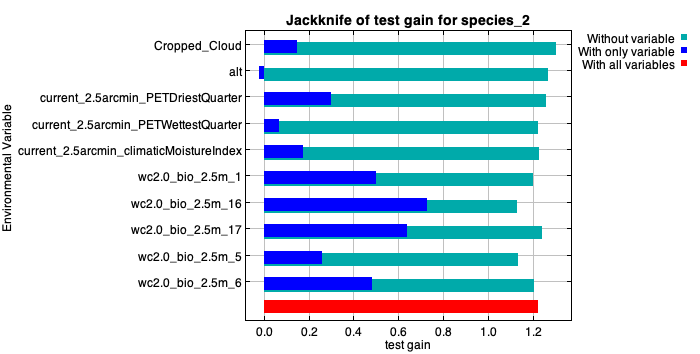 Jackknife of test gain for species_2
Without variable
With only variable
With all variables
Environmental Variable
Cropped_Cloud
alt
current_2.5arcmin_PETDriestQuarter
current_2.5arcmin_PETWettestQuarter
current_2.5arcmin_climaticMoistureIndex
wc2.0_bio_2.5m_1
wc2.0_bio_2.5m_16
wc2.0_bio_2.5m_17
wc2.0_bio_2.5m_5
wc2.0_bio_2.5m_6
0.0 0.2 0.4 0.6 0.8 1.0 1.2
test gain